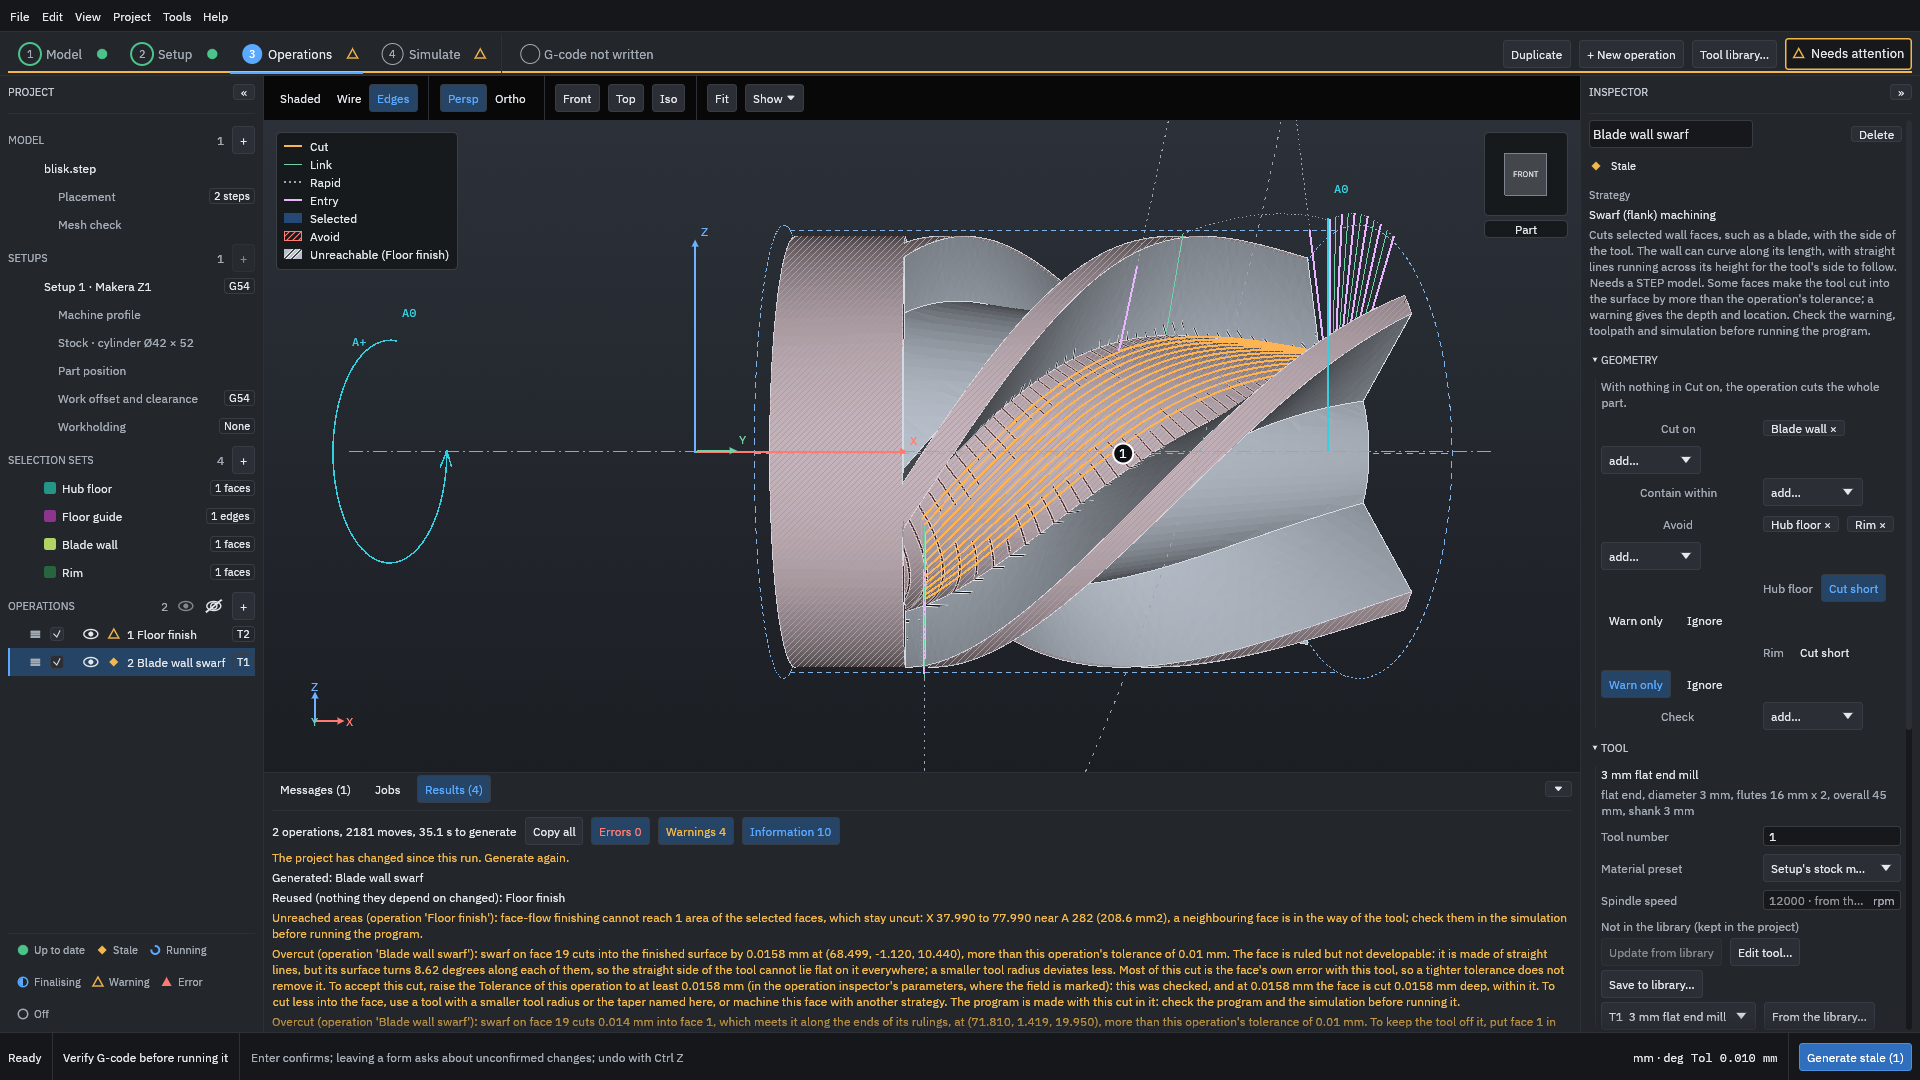 File Edit View Project Tools Help
1 Model 2 Setup 3 Operations 4 Simulate G-code not written
Duplicate + New operation Tool library... Needs attention
PROJECT «
MODEL 1 +
blisk.step
Placement 2 steps
Mesh check
SETUPS 1 +
Setup 1 · Makera Z1 G54
Machine profile
Stock · cylinder Ø42 × 52
Part position
Work offset and clearance G54
Workholding None
SELECTION SETS 4 +
Hub floor 1 faces
Floor guide 1 edges
Blade wall 1 faces
Rim 1 faces
OPERATIONS 2 +
1 Floor finish T2
2 Blade wall swarf T1
Up to date Stale Running
Finalising Warning Error
Off
Shaded Wire Edges Persp Ortho Front Top Iso Fit Show
Cut
Link
Rapid
Entry
Selected
Avoid
Unreachable (Floor finish)
A0
A+
Z
Y
X
A0
1
Z
Y
X
FRONT
Part
Messages (1) Jobs Results (4)
2 operations, 2181 moves, 35.1 s to generate Copy all Errors 0 Warnings 4 Information 10
The project has changed since this run. Generate again.
Generated: Blade wall swarf
Reused (nothing they depend on changed): Floor finish
Unreached areas (operation 'Floor finish'): face-flow finishing cannot reach 1 area of the selected faces, which stay uncut: X 37.990 to 77.990 near A 282 (208.6 mm2), a neighbouring face is in the way of the tool; check them in the simulation
before running the program.
Overcut (operation 'Blade wall swarf'): swarf on face 19 cuts into the finished surface by 0.0158 mm at (68.499, -1.120, 10.440), more than this operation's tolerance of 0.01 mm. The face is ruled but not developable: it is made of straight
lines, but its surface turns 8.62 degrees along each of them, so the straight side of the tool cannot lie flat on it everywhere; a smaller tool radius deviates less. Most of this cut is the face's own error with this tool, so a tighter tolerance does not
remove it. To accept this cut, raise the Tolerance of this operation to at least 0.0158 mm (in the operation inspector's parameters, where the field is marked): this was checked, and at 0.0158 mm the face is cut 0.0158 mm deep, within it. To
cut less into the face, use a tool with a smaller tool radius or the taper named here, or machine this face with another strategy. The program is made with this cut in it: check the program and the simulation before running it.
Overcut (operation 'Blade wall swarf'): swarf on face 19 cuts 0.014 mm into face 1, which meets it along the ends of its rulings, at (71.810, 1.419, 19.950), more than this operation's tolerance of 0.01 mm. To keep the tool off it, put face 1 in
INSPECTOR »
Blade wall swarf Delete
Stale
Strategy
Swarf (flank) machining
Cuts selected wall faces, such as a blade, with the side of
the tool. The wall can curve along its length, with straight
lines running across its height for the tool's side to follow.
Needs a STEP model. Some faces make the tool cut into
the surface by more than the operation's tolerance; a
warning gives the depth and location. Check the warning,
toolpath and simulation before running the program.
GEOMETRY
With nothing in Cut on, the operation cuts the whole
part.
Cut on Blade wall ×
add...
Contain within add...
Avoid Hub floor × Rim ×
add...
Hub floor Cut short
Warn only Ignore
Rim Cut short
Warn only Ignore
Check add...
TOOL
3 mm flat end mill
flat end, diameter 3 mm, flutes 16 mm x 2, overall 45
mm, shank 3 mm
Tool number 1
Material preset Setup's stock m...
Spindle speed 12000 · from th... rpm
Not in the library (kept in the project)
Update from library Edit tool...
Save to library...
T1 3 mm flat end mill From the library...
Ready Verify G-code before running it Enter confirms; leaving a form asks about unconfirmed changes; undo with Ctrl Z mm · deg Tol 0.010 mm Generate stale (1)